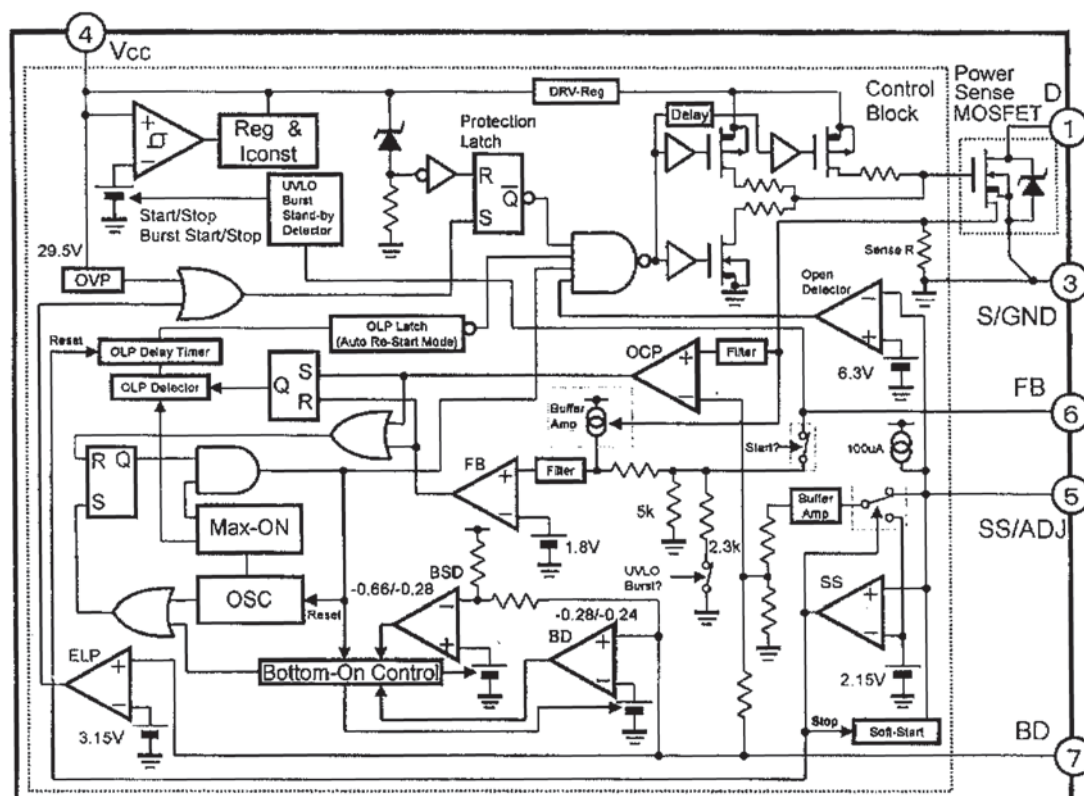 4
Vcc
DRV-Reg
Control
Block
Power
Sense
MOSFET
D
1
Delay
Protection
Latch
Reg &
Iconst
R
Q
S
UVLO
Burst
Stand-by
Detector
Start/Stop
Burst Start/Stop
29.5V
OVP
Sense R
3
S/GND
Open
Detector
OLP Latch
(Auto Re-Start Mode)
Reset
OLP Delay Timer
OCP
Filter
6.3V
OLP Detector
Q
S
R
FB
6
Buffer
Amp
Start?
100uA
R
Q
S
FB
Filter
5
SS/ADJ
Buffer
Amp
5k
Max-ON
1.8V
2.3k
UVLO
Burst?
BSD
-0.66/-0.28
SS
OSC
Reset
-0.28/-0.24
BD
ELP
Bottom-On Control
2.15V
3.15V
Stop
Soft-Start
BD
7